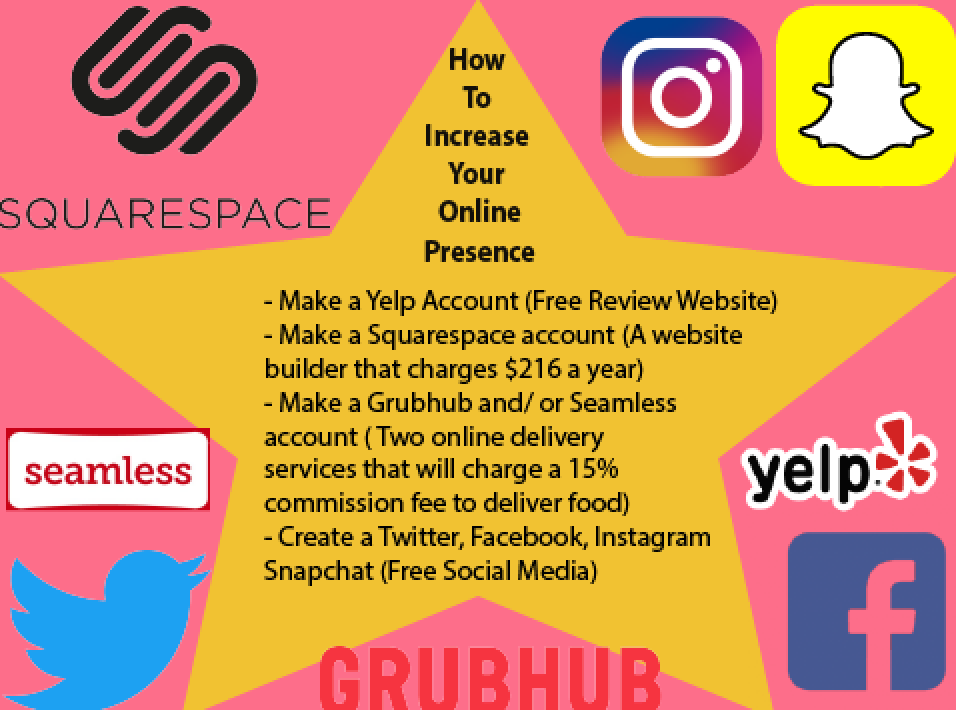 How
To
Increase
Your
Online
Presence
SQUARESPACE
- Make a Yelp Account (Free Review Website)
- Make a Squarespace account (A website
builder that charges $216 a year)
- Make a Grubhub and/ or Seamless
account ( Two online delivery
services that will charge a 15%
commission fee to deliver food)
- Create a Twitter, Facebook, Instagram
Snapchat (Free Social Media)
seamless
yelp
f
GRUBHUB